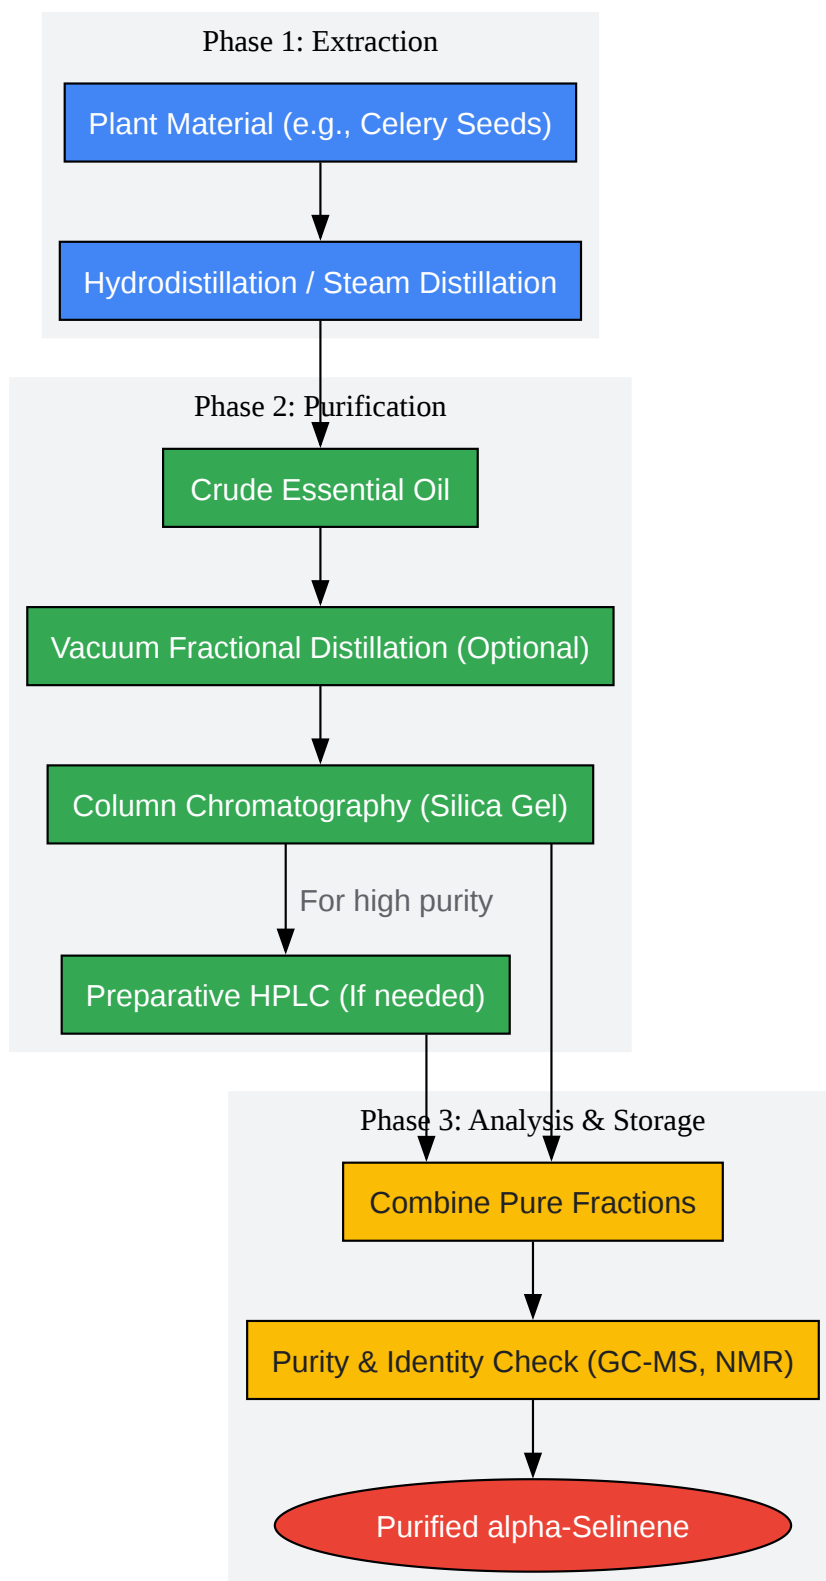 Phase 1: Extraction
Plant Material (e.g., Celery Seeds)
Hydrodistillation / Steam Distillation
Phase 2: Purification
Crude Essential Oil
Vacuum Fractional Distillation (Optional)
Column Chromatography (Silica Gel)
For high purity
Preparative HPLC (If needed)
Phase 3: Analysis & Storage
Combine Pure Fractions
Purity & Identity Check (GC-MS, NMR)
Purified alpha-Selinene